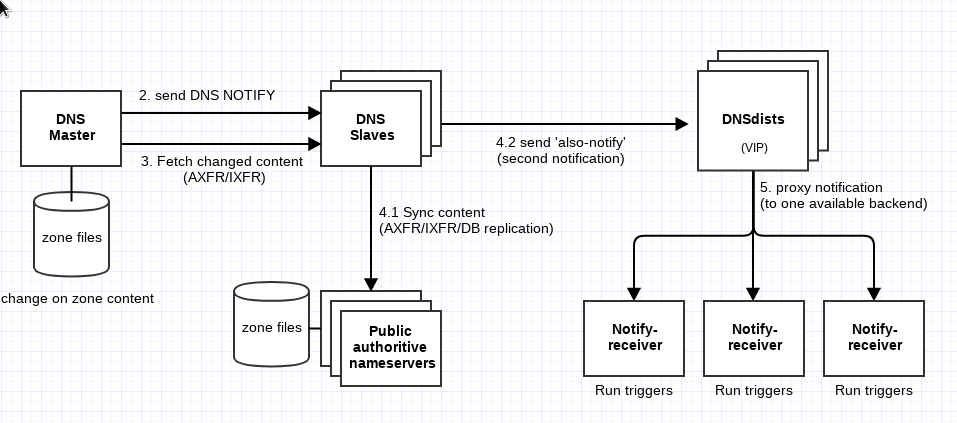 2. send DNS NOTIFY
DNS
Master
DNS
Slaves
DNSdists
(VIP)
3. Fetch changed content
(AXFR/IXFR)
4.2 send 'also-notify'
(second notification)
5. proxy notification
(to one available backend)
4.1 Sync content
(AXFR/IXFR/DB replication)
zone files
change on zone content
zone files
Public
authoritive
nameservers
Notify-
receiver
Notify-
receiver
Notify-
receiver
Run triggers
Run triggers
Run triggers